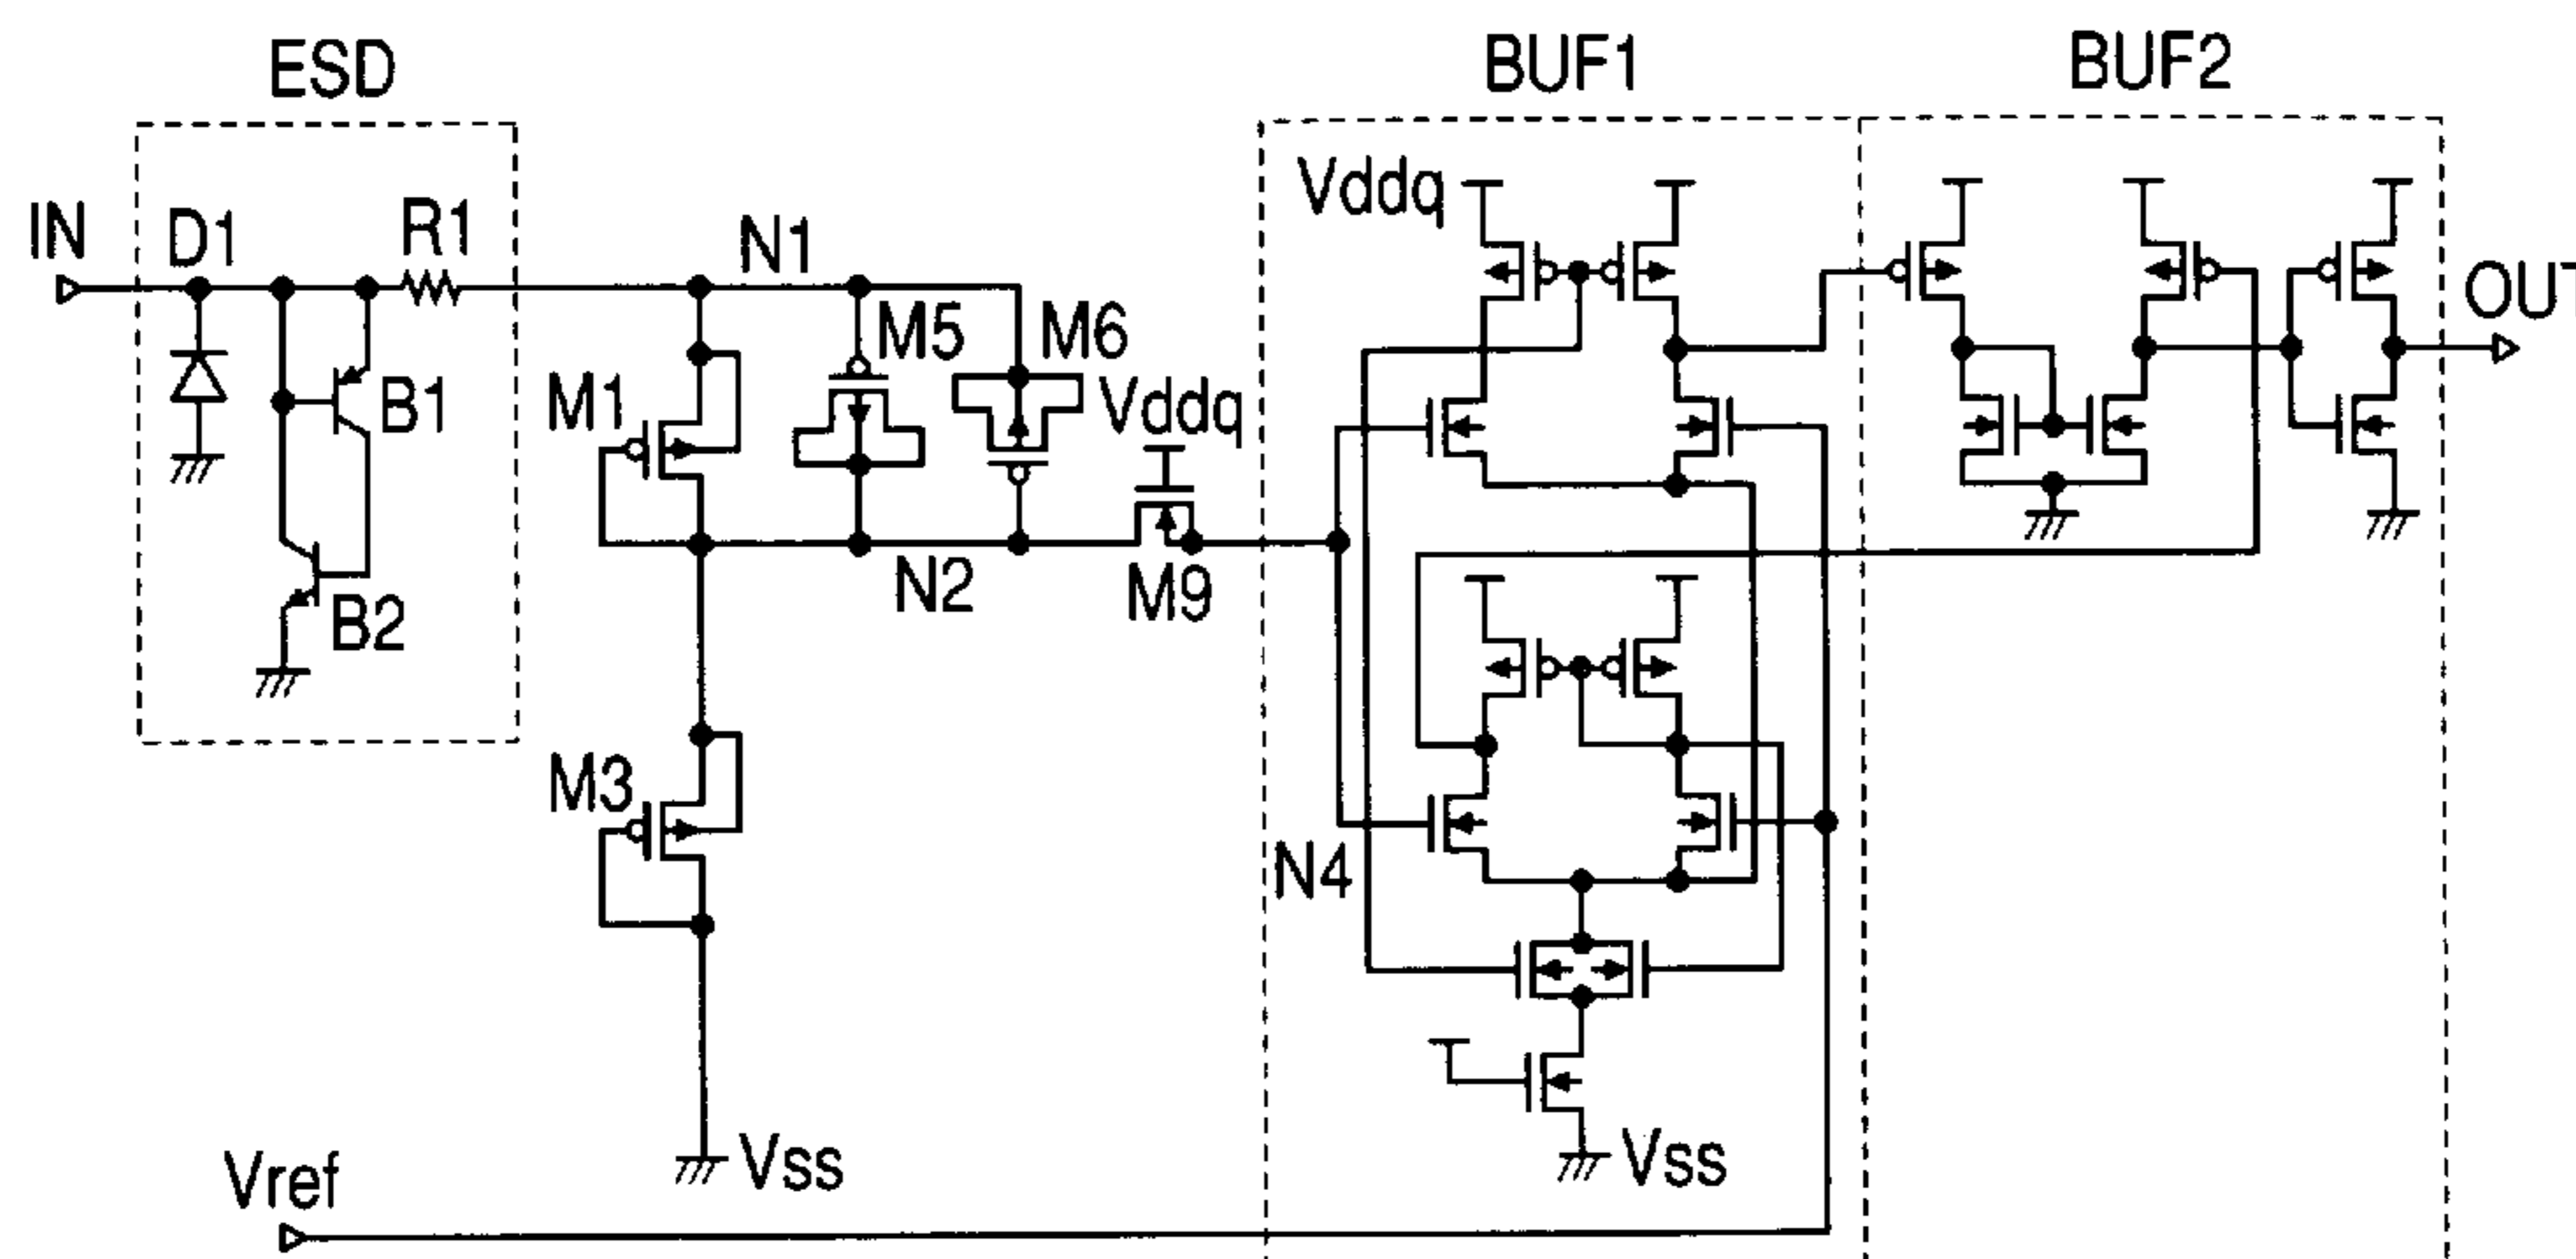 ESD
BUF1
BUF2
IN
D1
R1
N1
M5
M6
Vddq
Vddq
OUT
M1
B1
B2
N2
M9
M3
N4
Vss
Vss
Vref